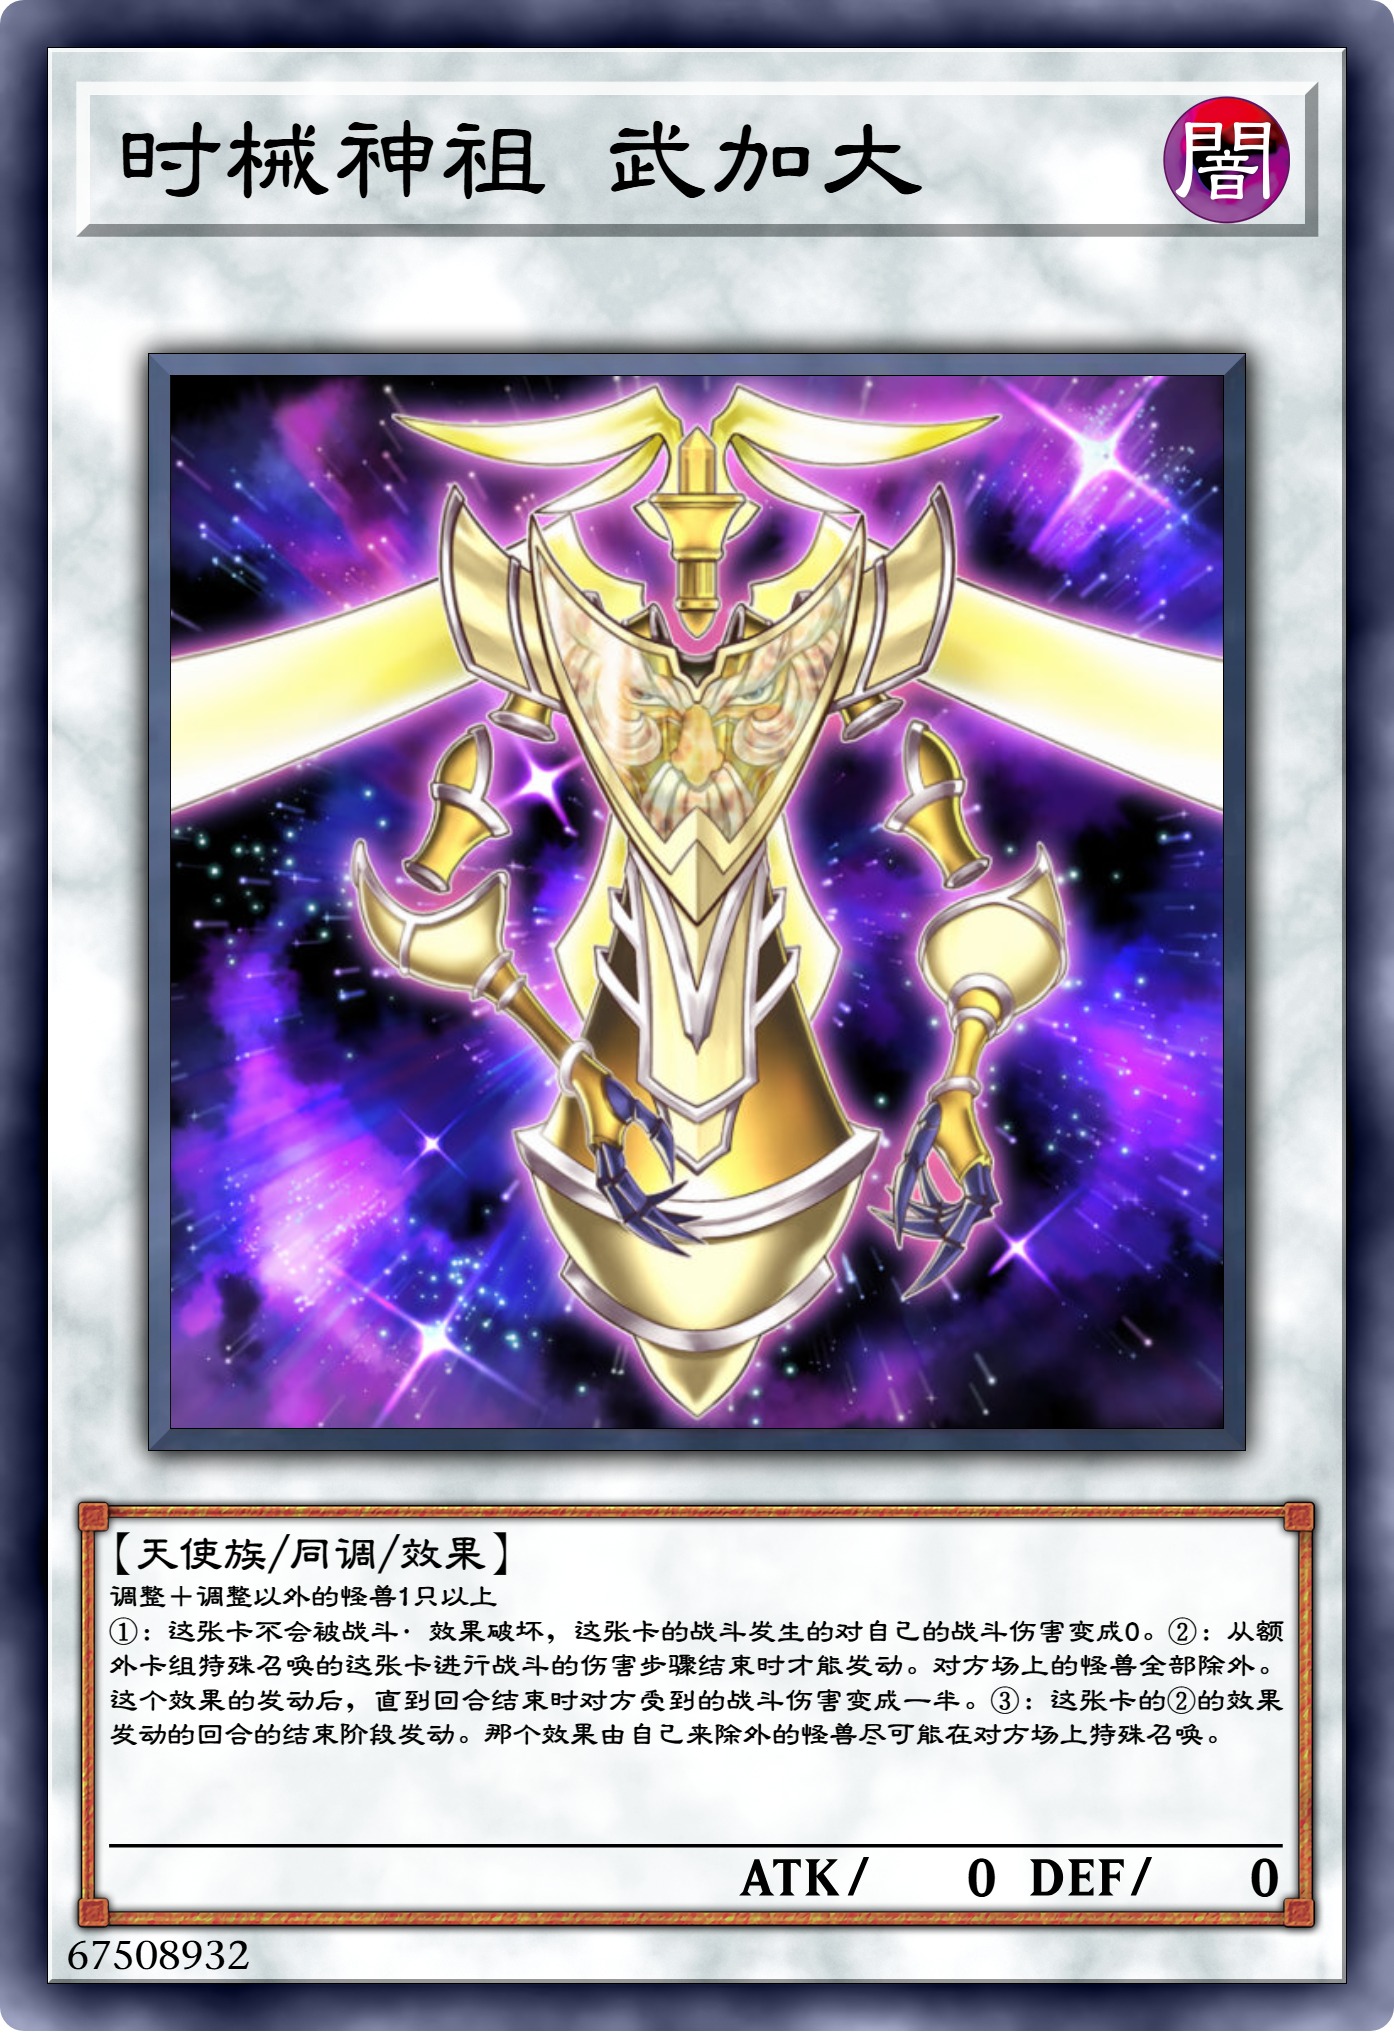 时械神祖 武加大
闇
【天使族/同调/效果】
调整＋调整以外的怪兽1只以上
①：这张卡不会被战斗·效果破坏，这张卡的战斗发生的对自己的战斗伤害变成0。②：从额
外卡组特殊召唤的这张卡进行战斗的伤害步骤结束时才能发动。对方场上的怪兽全部除外。
这个效果的发动后，直到回合结束时对方受到的战斗伤害变成一半。③：这张卡的②的效果
发动的回合的结束阶段发动。那个效果由自己来除外的怪兽尽可能在对方场上特殊召唤。
ATK/ 0 DEF/ 0
67508932